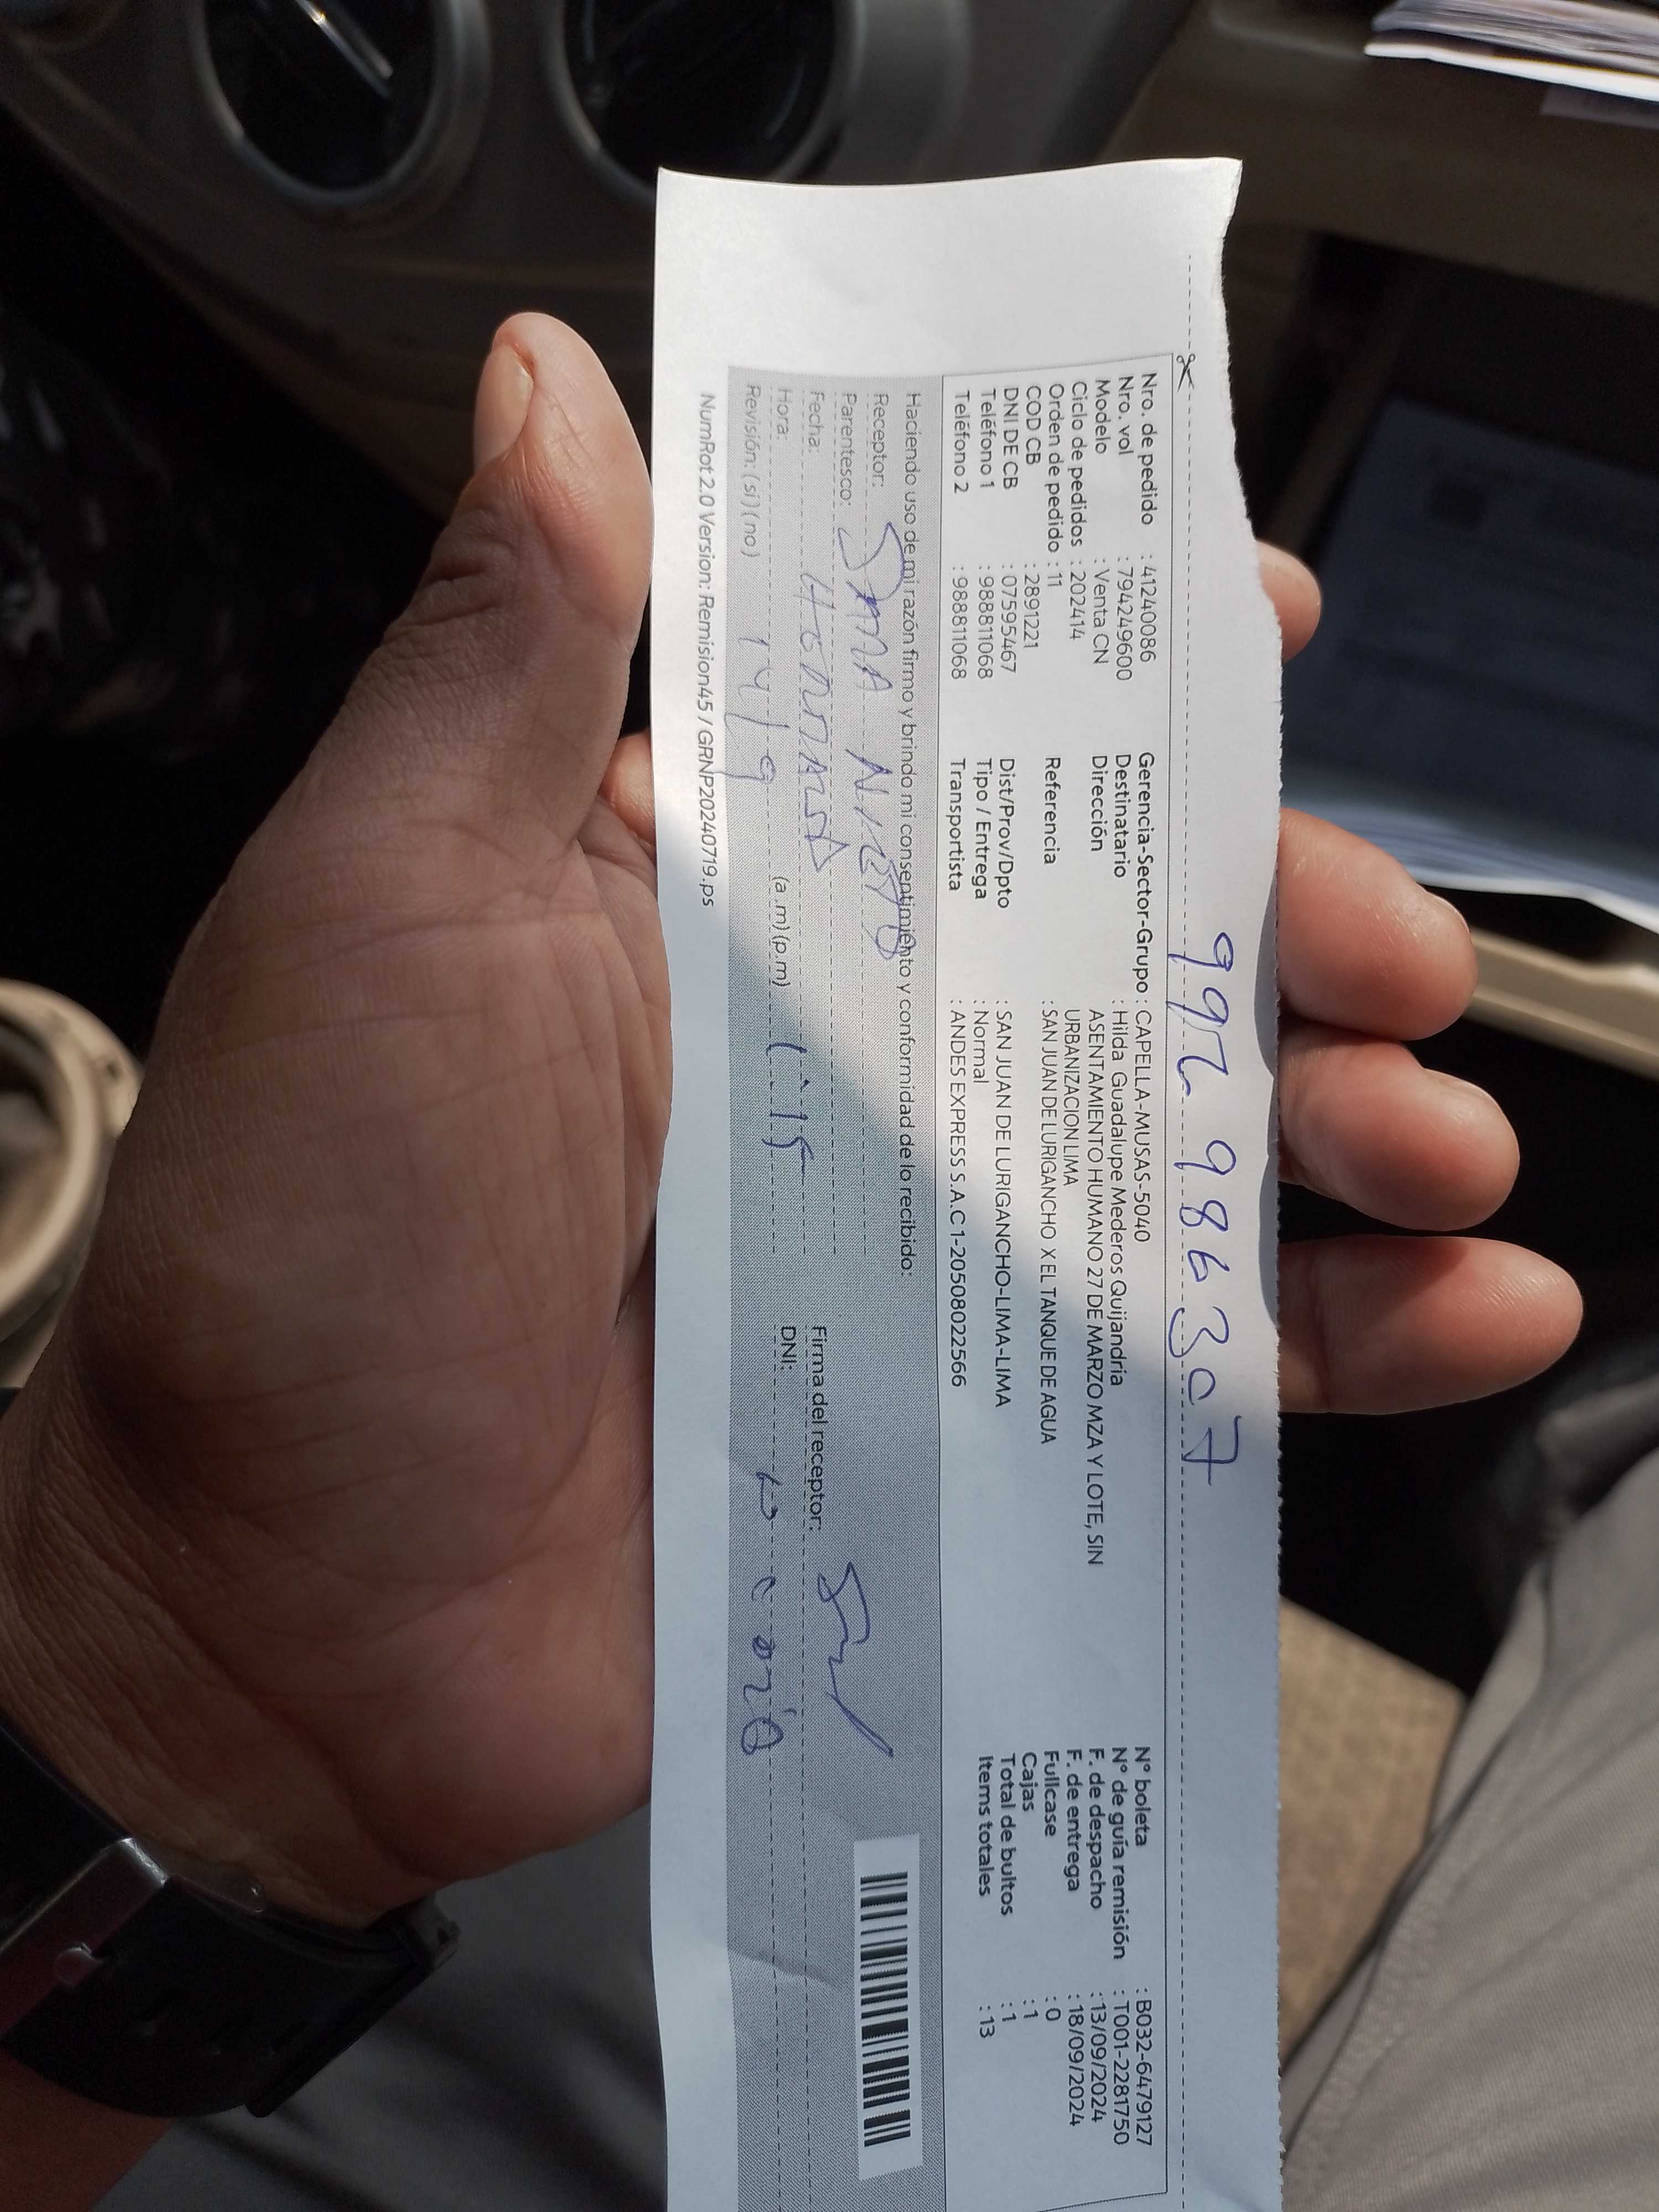 992 986307
Nro. de pedido : 41240086
Nro. vol : 794249600
Modelo : Venta CN
Ciclo de pedidos : 202414
Orden de pedido : 11
COD CB : 2891221
DNI DE CB : 07595467
Teléfono 1 : 988811068
Teléfono 2 : 988811068
Gerencia-Sector-Grupo : CAPELLA-MUSAS-5040
Destinatario : Hilda Guadalupe Mederos Quijandria
Dirección ASENTAMIENTO HUMANO 27 DE MARZO MZA Y LOTE, SIN
URBANIZACION LIMA
Referencia : SAN JUAN DE LURIGANCHO X EL TANQUE DE AGUA
Dist/Prov/Dpto : SAN JUAN DE LURIGANCHO-LIMA-LIMA
Tipo / Entrega : Normal
Transportista : ANDES EXPRESS S.A.C 1-20508022566
N° boleta : B032-6479127
N° de guía remisión : T001-2281750
F. de despacho : 13/09/2024
F. de entrega : 18/09/2024
Fullcase : 0
Cajas : 1
Total de bultos : 1
Items totales : 13
Haciendo uso de mi razón firmo y brindo mi consentimiento y conformidad de lo recibido:
Receptor:
Parentesco:
Fecha:
Hora: (a.m)(p.m)
Revisión: (si)(no) 14/9
Firma del receptor:
DNI:
NumRot 2.0 Version: Remision45 / GRNP20240719.ps